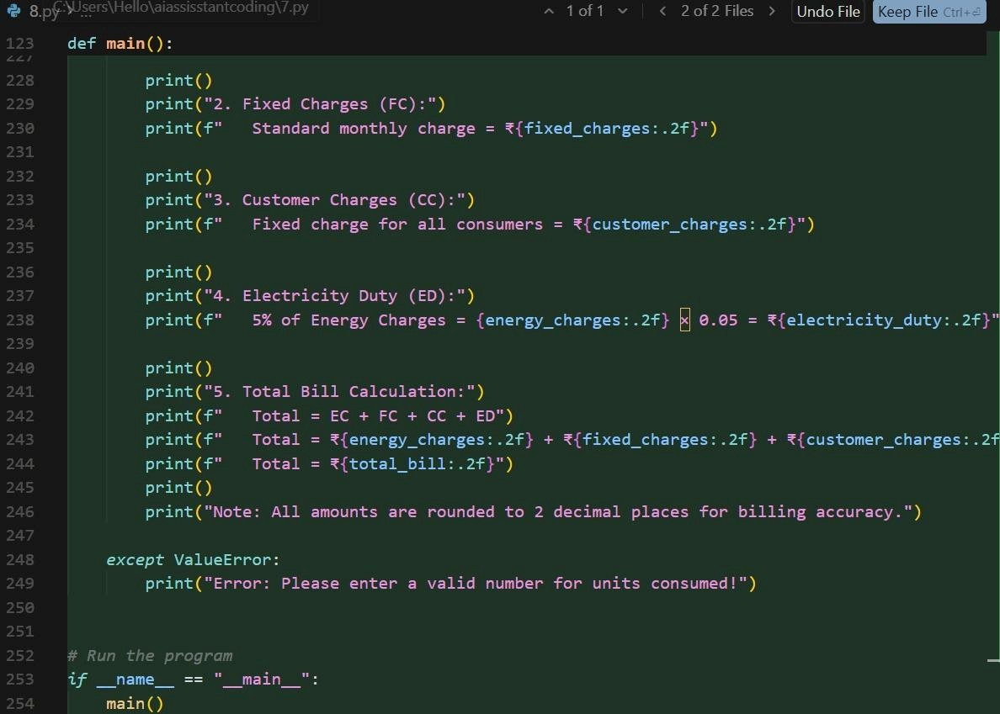 8.py C:\Users\Hello\aiassisstantcoding\7.py
1 of 1 2 of 2 Files Undo File Keep File Ctrl+⏎
123 def main():
227
228 print()
229 print("2. Fixed Charges (FC):")
230 print(f"   Standard monthly charge = ₹{fixed_charges:.2f}")
231
232 print()
233 print("3. Customer Charges (CC):")
234 print(f"   Fixed charge for all consumers = ₹{customer_charges:.2f}")
235
236 print()
237 print("4. Electricity Duty (ED):")
238 print(f"   5% of Energy Charges = {energy_charges:.2f} × 0.05 = ₹{electricity_duty:.2f}"
239
240 print()
241 print("5. Total Bill Calculation:")
242 print(f"   Total = EC + FC + CC + ED")
243 print(f"   Total = ₹{energy_charges:.2f} + ₹{fixed_charges:.2f} + ₹{customer_charges:.2f
244 print(f"   Total = ₹{total_bill:.2f}")
245 print()
246 print("Note: All amounts are rounded to 2 decimal places for billing accuracy.")
247
248 except ValueError:
249 print("Error: Please enter a valid number for units consumed!")
250
251
252 # Run the program
253 if __name__ == "__main__":
254 main()